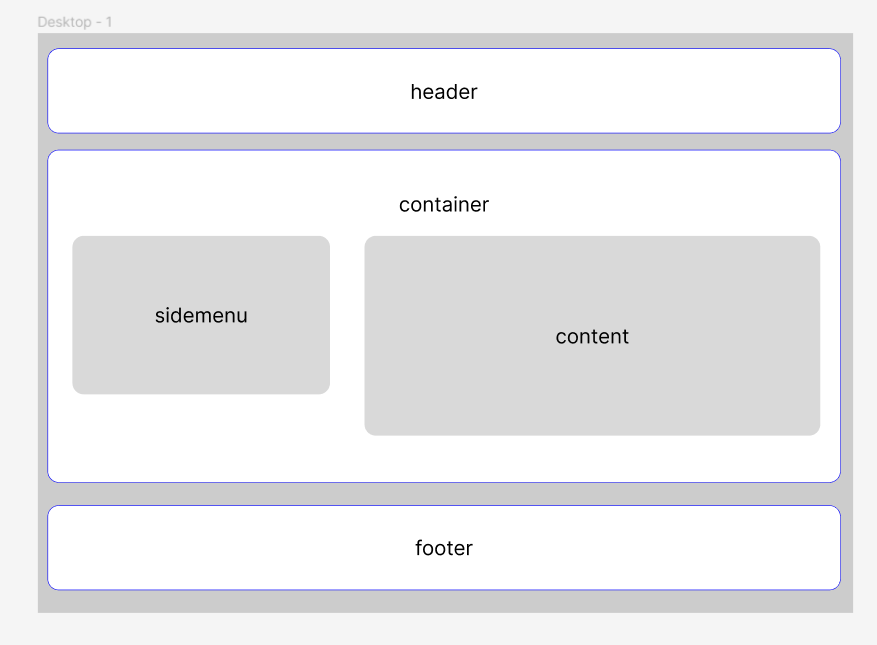 Desktop - 1
header
container
sidemenu
content
footer